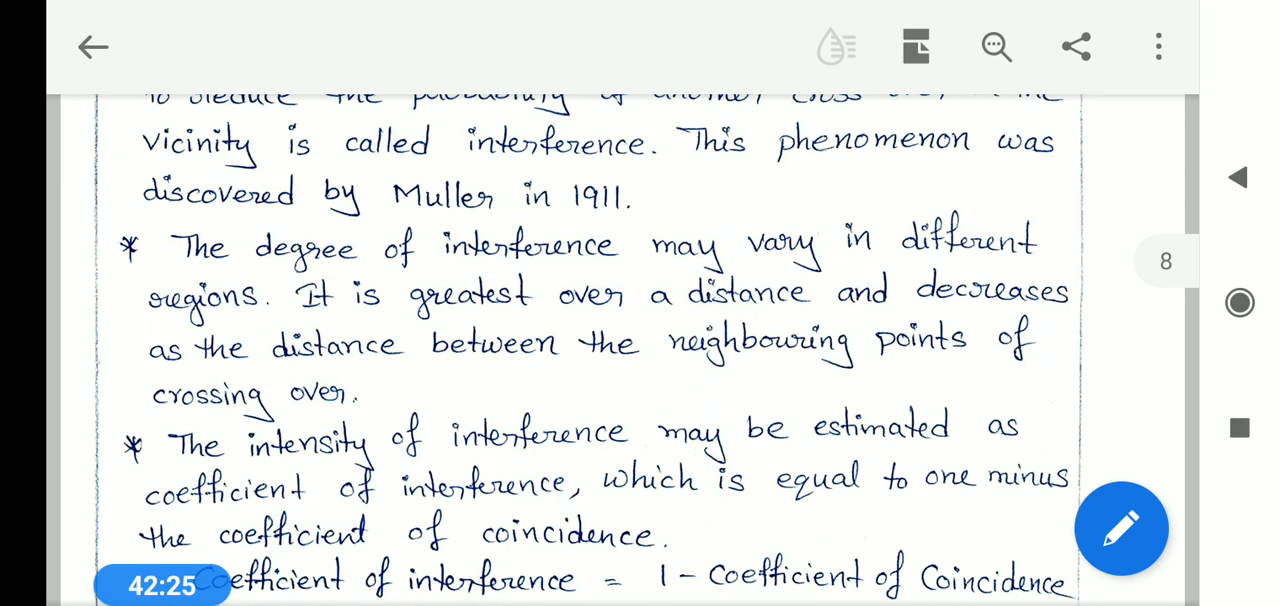 vicinity is called interference. This phenomenon was
discovered by Muller in 1911.
* The degree of interference may vary in different
8
regions. It is greatest over a distance and decreases
as the distance between the neighbouring points of
crossing over.
* The intensity of interference may be estimated as
coefficient of interference, which is equal to one minus
the coefficient of coincidence.
42:25
Coefficient of interference = 1 - Coefficient of Coincidence